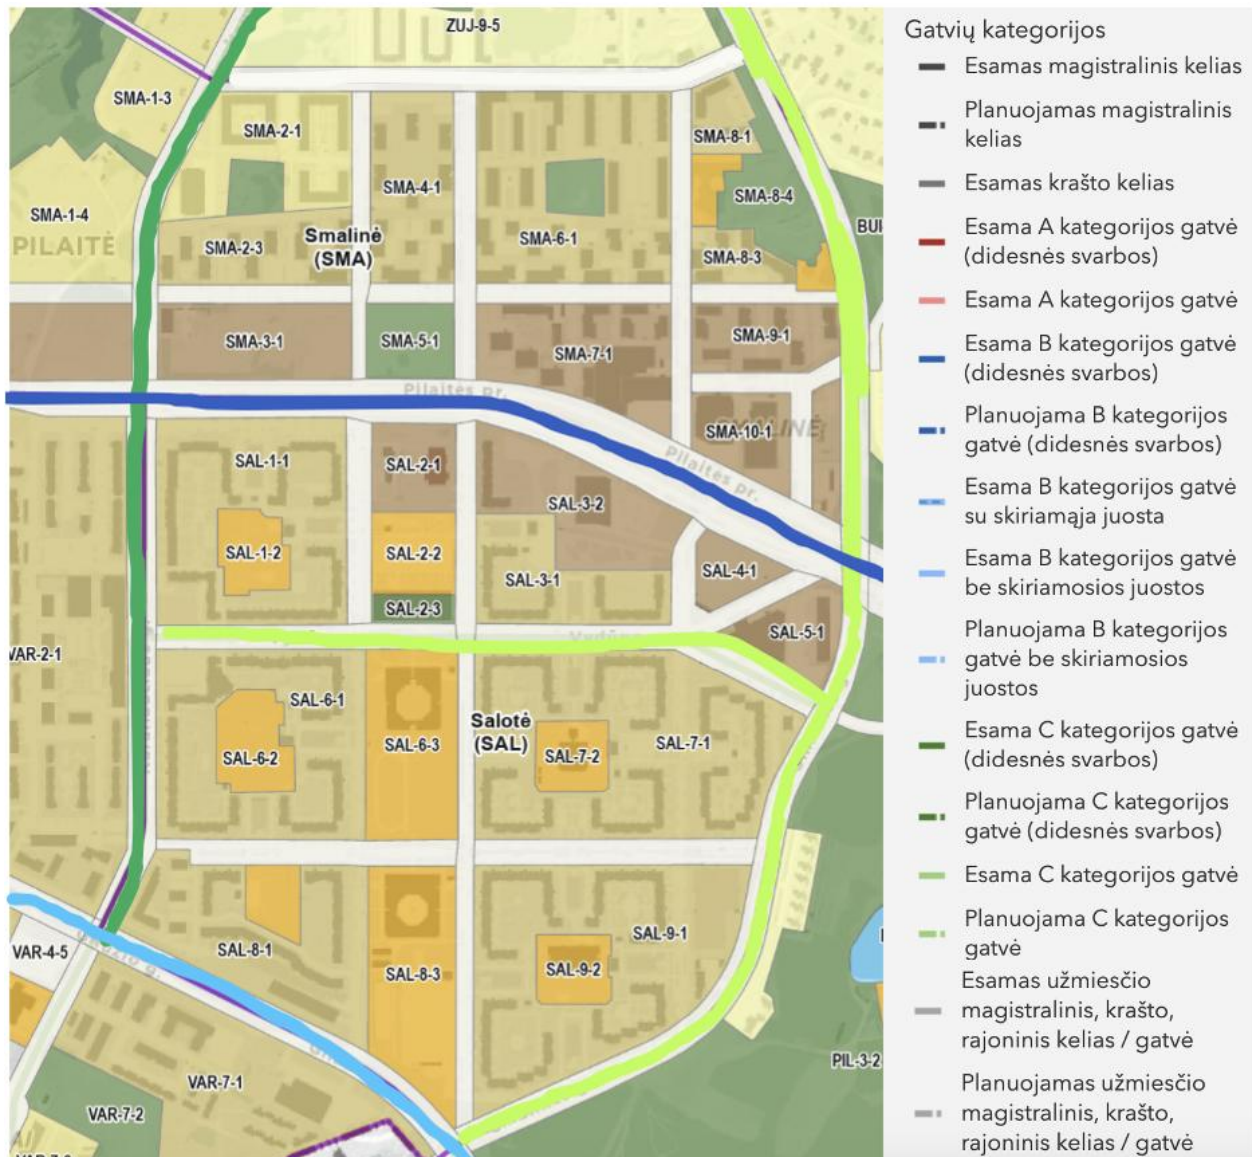 ZUJ-9-5
SMA-1-3
SMA-2-1
SMA-8-1
SMA-4-1
SMA-8-4
SMA-1-4
BUI
PILAITĖ
SMA-2-3
Smalinė
(SMA)
SMA-6-1
SMA-8-3
SMA-3-1
SMA-5-1
SMA-7-1
SMA-9-1
Pilaitės pr.
SMA-10-1
SAL-1-1
SAL-2-1
Pilaitės pr.
SAL-3-2
SAL-1-2
SAL-2-2
SAL-3-1
SAL-4-1
SAL-2-3
SAL-5-1
VAR-2-1
SAL-6-1
Salotė
(SAL)
SAL-6-3
SAL-7-1
SAL-6-2
SAL-7-2
VAR-4-5
SAL-8-1
SAL-9-1
SAL-8-3
SAL-9-2
PIL-3-2
VAR-7-1
VAR-7-2
Gatvių kategorijos
Esamas magistralinis kelias
Planuojamas magistralinis
kelias
Esamas krašto kelias
Esama A kategorijos gatvė
(didesnės svarbos)
Esama A kategorijos gatvė
Esama B kategorijos gatvė
(didesnės svarbos)
Planuojama B kategorijos
gatvė (didesnės svarbos)
Esama B kategorijos gatvė
su skiriamąja juosta
Esama B kategorijos gatvė
be skiriamosios juostos
Planuojama B kategorijos
gatvė be skiriamosios
juostos
Esama C kategorijos gatvė
(didesnės svarbos)
Planuojama C kategorijos
gatvė (didesnės svarbos)
Esama C kategorijos gatvė
Planuojama C kategorijos
gatvė
Esamas užmiesčio
magistralinis, krašto,
rajoninis kelias / gatvė
Planuojamas užmiesčio
magistralinis, krašto,
rajoninis kelias / gatvė